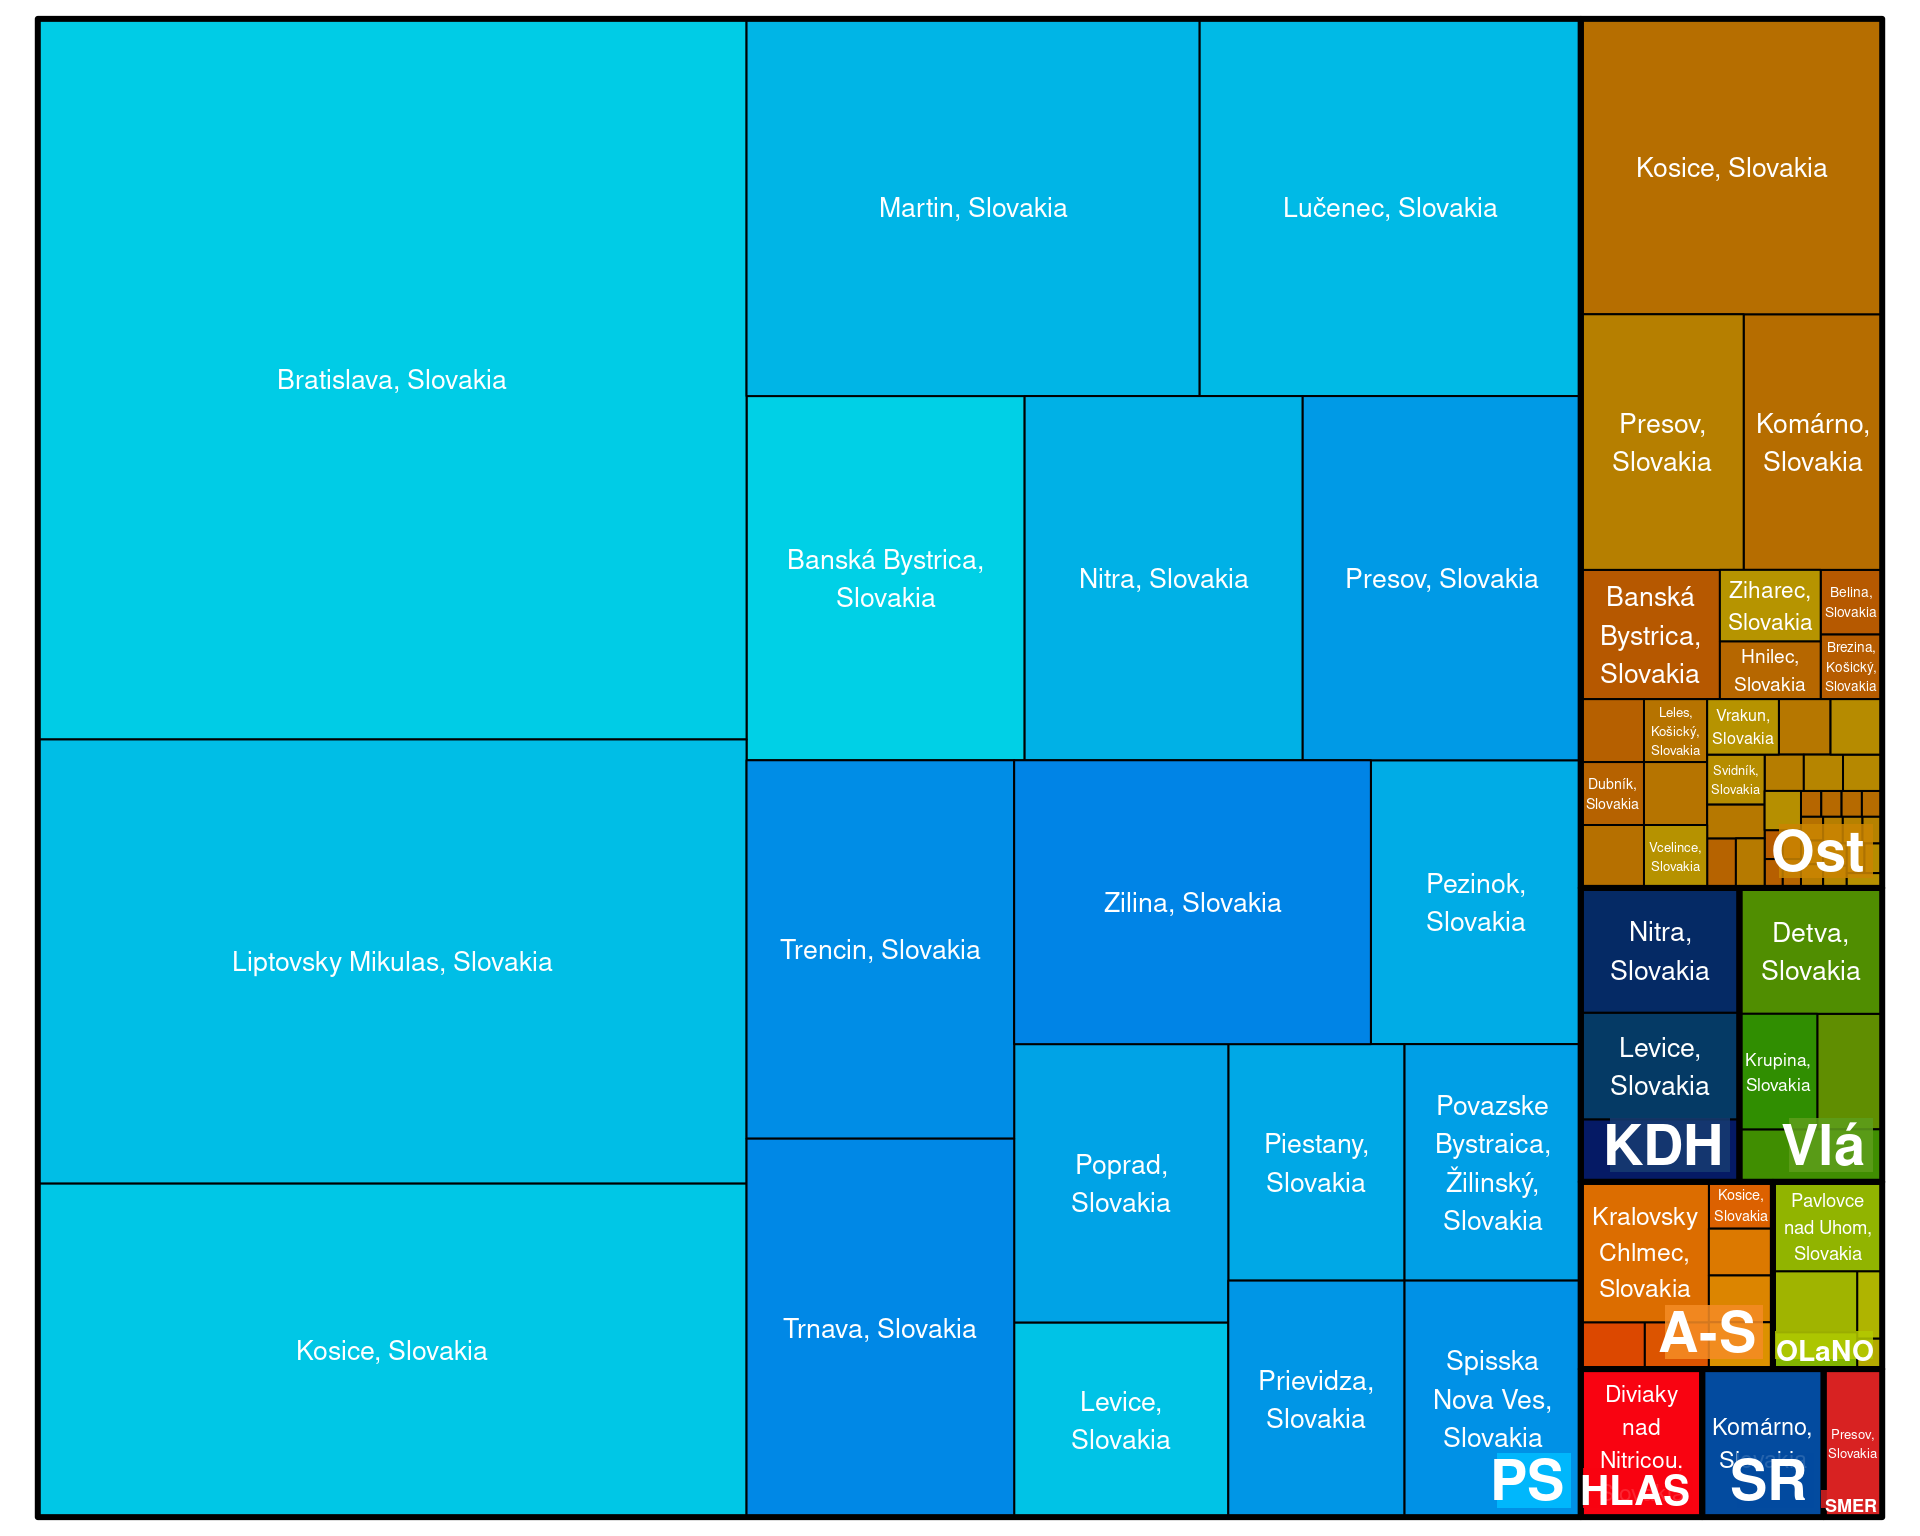 Bratislava, Slovakia
Liptovsky Mikulas, Slovakia
Kosice, Slovakia
Martin, Slovakia
Lučenec, Slovakia
Banská Bystrica,
Slovakia
Nitra, Slovakia
Presov, Slovakia
Trencin, Slovakia
Trnava, Slovakia
Zilina, Slovakia
Pezinok,
Slovakia
Poprad,
Slovakia
Levice,
Slovakia
Piestany,
Slovakia
Povazske
Bystraica,
Žilinský,
Slovakia
Prievidza,
Slovakia
Spisska
Nova Ves,
Slovakia
PS
Kosice, Slovakia
Presov,
Slovakia
Komárno,
Slovakia
Banská
Bystrica,
Slovakia
Ziharec,
Slovakia
Hnilec,
Slovakia
Belina,
Slovakia
Brezina,
Košický,
Slovakia
Leles,
Košický,
Slovakia
Dubník,
Slovakia
Vcelince,
Slovakia
Vrakun,
Slovakia
Svidník,
Slovakia
Ost
Nitra,
Slovakia
Levice,
Slovakia
KDH
Detva,
Slovakia
Krupina,
Slovakia
Vlá
Kralovsky
Chlmec,
Slovakia
Kosice,
Slovakia
A-S
Pavlovce
nad Uhom,
Slovakia
OLaNO
Diviaky
nad
Nitricou.
HLAS
Komárno,
Slovakia
SR
Presov,
Slovakia
SMER